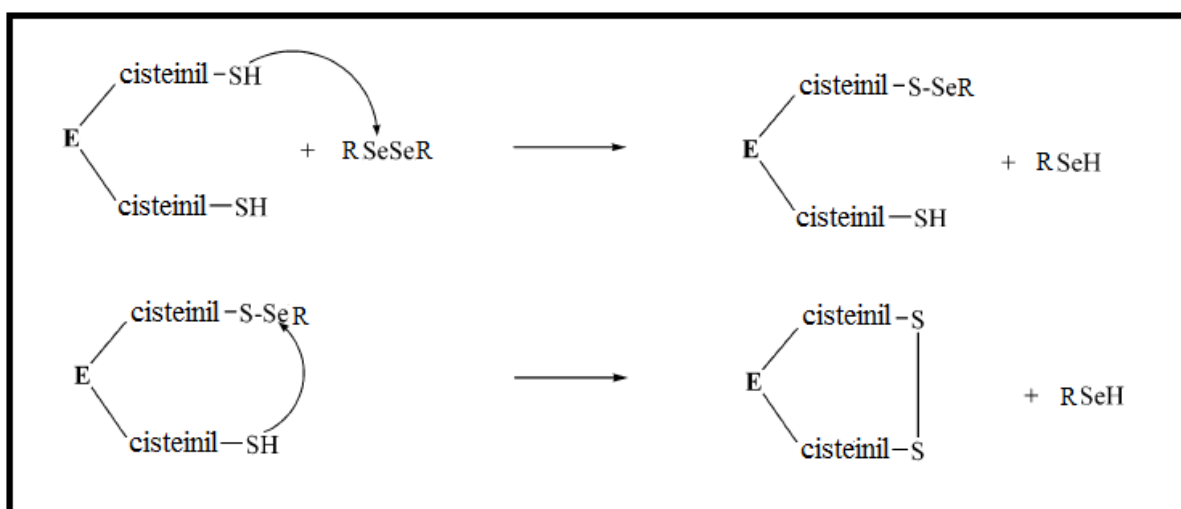 cisteinil-SH
cisteinil-S-SeR
E
+ RSeSeR
E
+ RSeH
cisteinil-SH
cisteinil-SH
cisteinil-S-SeR
cisteinil-S
E
E
+ RSeH
cisteinil-SH
cisteinil-S